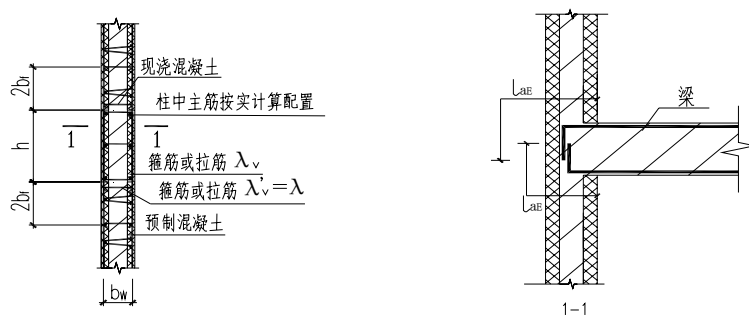 现浇混凝土
柱中主筋按实计算配置
箍筋或拉筋 λv
箍筋或拉筋 λ'v=λ
预制混凝土
2bf
h
2bf
1 1
bw
laE
laE
梁
1-1